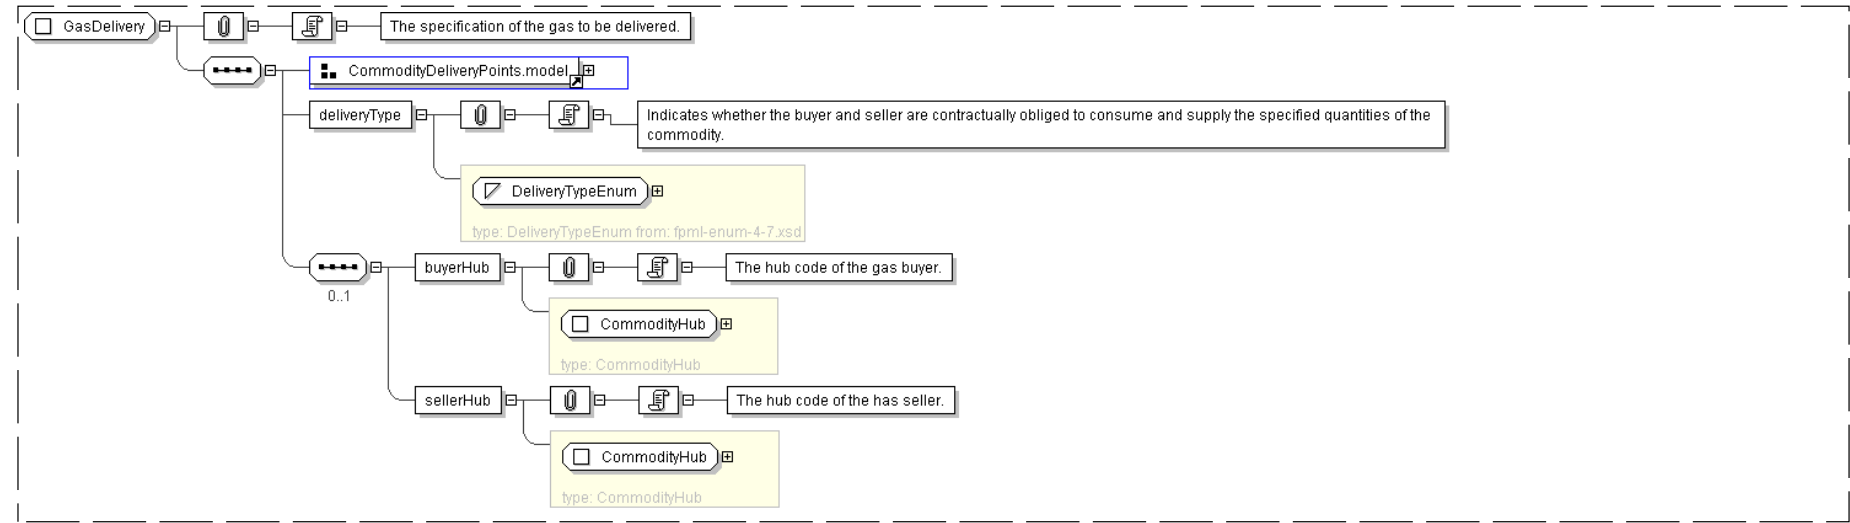 GasDelivery
The specification of the gas to be delivered.
CommodityDeliveryPoints.model
deliveryType
Indicates whether the buyer and seller are contractually obliged to consume and supply the specified quantities of the
commodity.
DeliveryTypeEnum
type: DeliveryTypeEnum from: fpml-enum-4-7.xsd
buyerHub
The hub code of the gas buyer.
0..1
CommodityHub
type: CommodityHub
sellerHub
The hub code of the has seller.
CommodityHub
type: CommodityHub